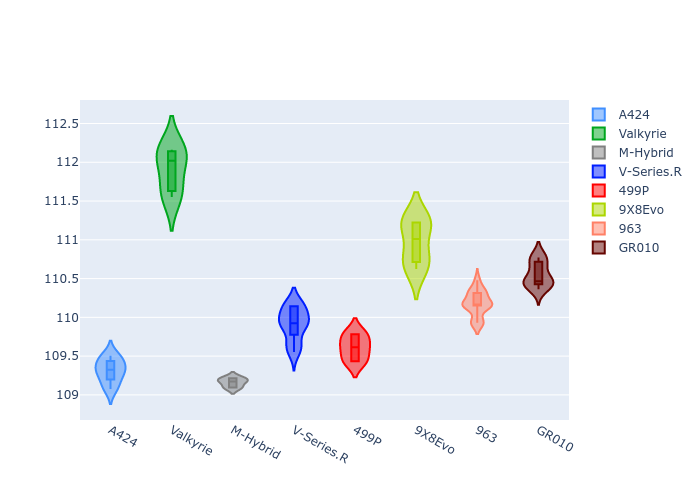 112.5
112
111.5
111
110.5
110
109.5
109
A424
Valkyrie
M-Hybrid
V-Series.R
499P
9X8Evo
963
GR010
A424
Valkyrie
M-Hybrid
V-Series.R
499P
9X8Evo
963
GR010